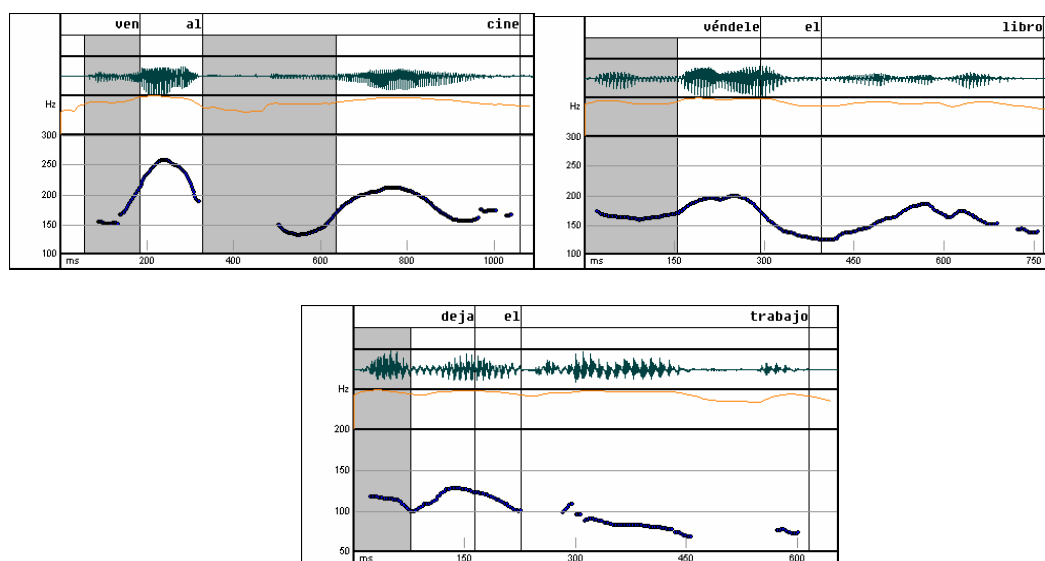 ven al cine
Hz
300
250
200
150
100
ms 200 400 600 800 1000
véndele el libro
Hz
300
250
200
150
100
ms 150 300 450 600 750
deja el trabajo
Hz
200
150
100
50
ms 150 300 450 600